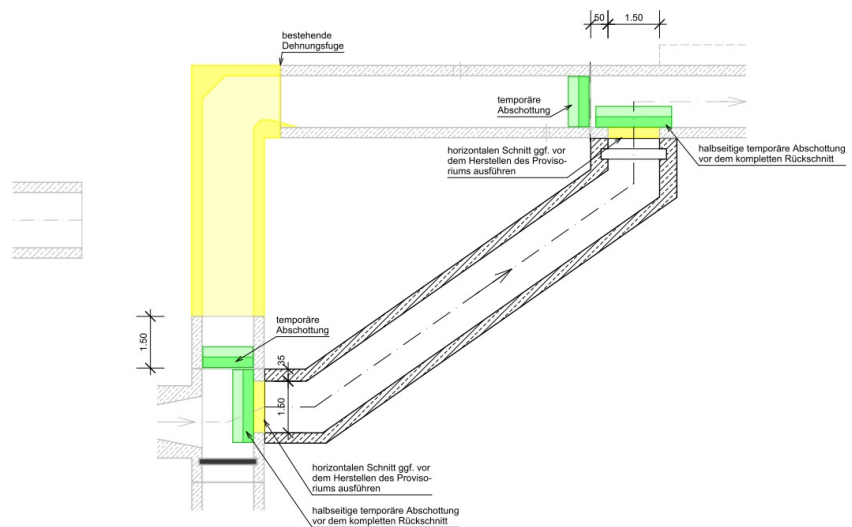 50
1.50
bestehende
Dehnungsfuge
temporäre
Abschottung
horizontalen Schnitt ggf. vor
dem Herstellen des Proviso-
riums ausführen
halbseitige temporäre Abschottung
vor dem kompletten Rückschnitt
1.50
temporäre
Abschottung
35
1.50
horizontalen Schnitt ggf. vor
dem Herstellen des Proviso-
riums ausführen
halbseitige temporäre Abschottung
vor dem kompletten Rückschnitt